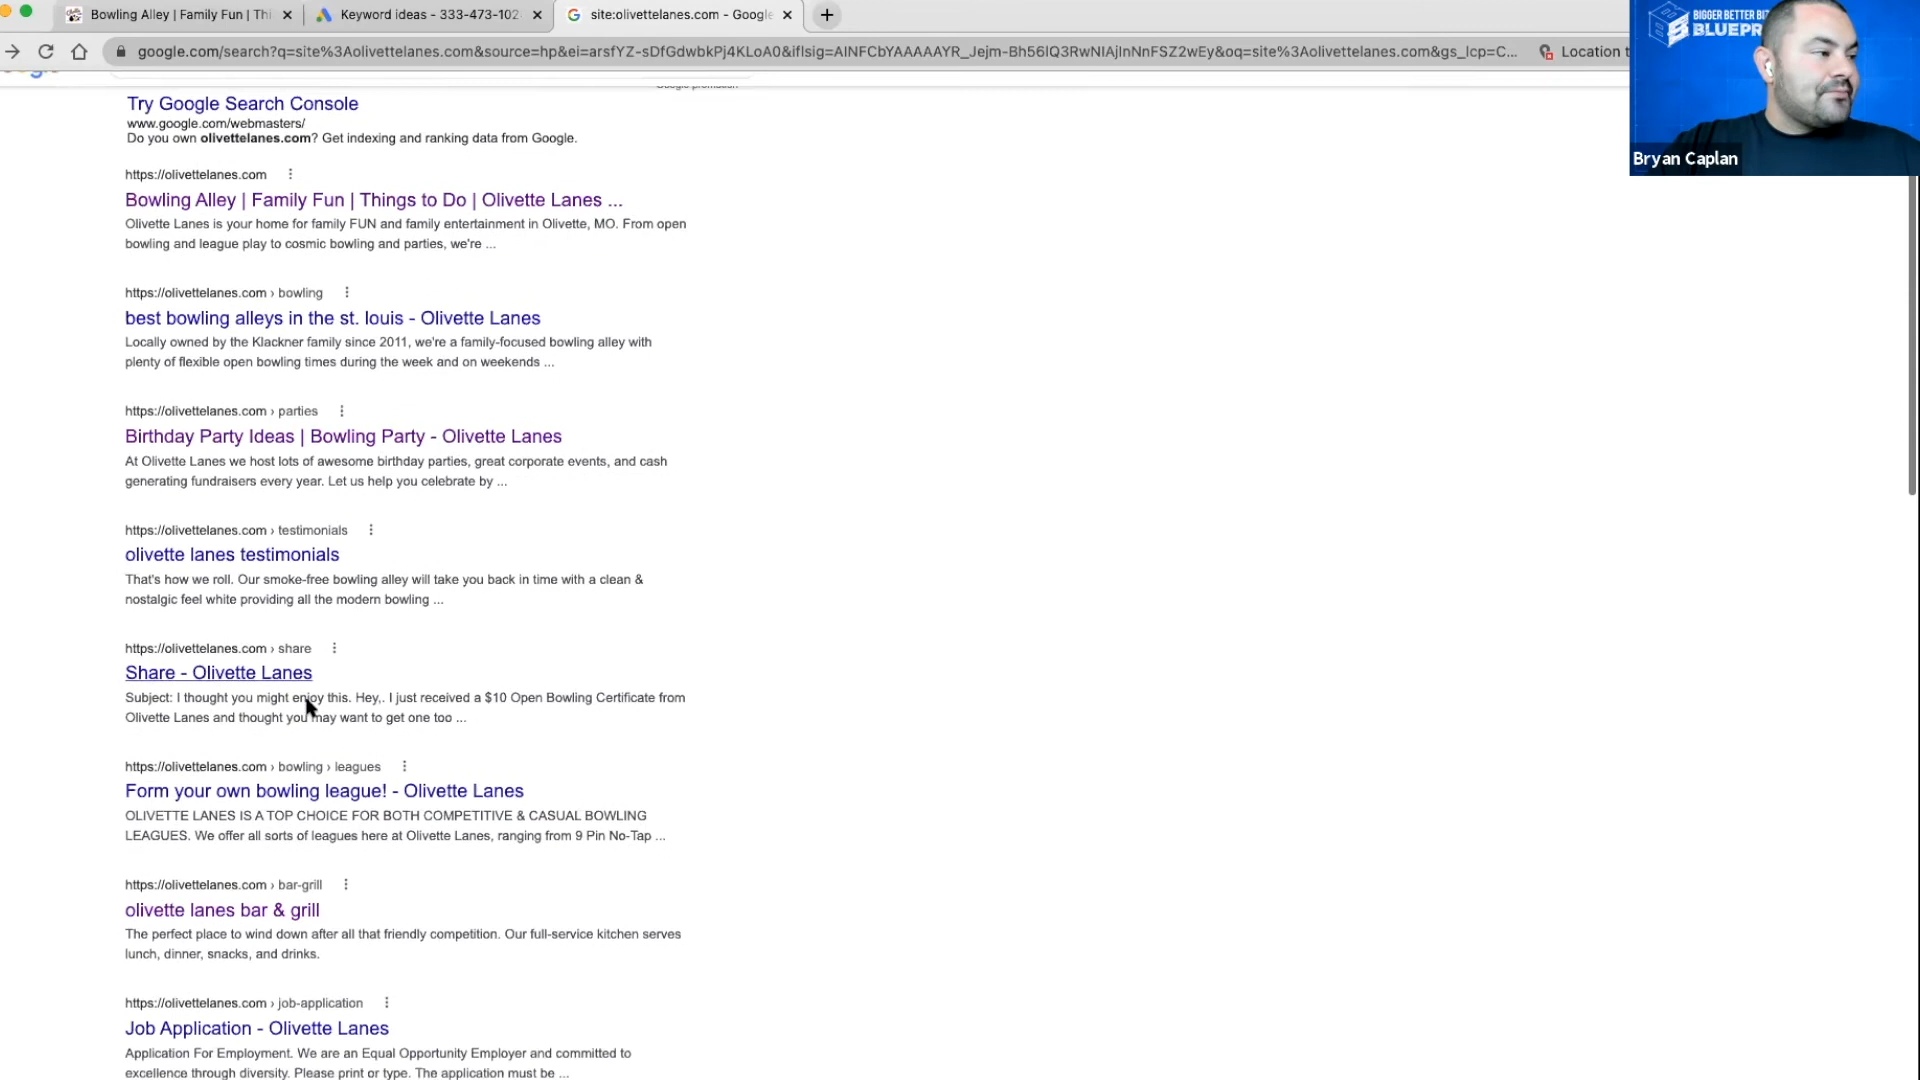 Bowling Alley | Family Fun | Thi
Keyword ideas - 333-473-102
site:olivettelanes.com - Google
google.com/search?q=site%3Aolivettelanes.com&source=hp&ei=arsfYZ-sDfGdwbkPj4KLoA0&iflsig=AINFCbYAAAAAYR_Jejm-Bh56IQ3RwNIAjInNnFSZ2wEy&oq=site%3Aolivettelanes.com&gs_lcp=C...
Location
BIGGER BETTER BI
BLUEPR
Bryan Caplan
Try Google Search Console
www.google.com/webmasters/
Do you own olivettelanes.com? Get indexing and ranking data from Google.
https://olivettelanes.com
Bowling Alley | Family Fun | Things to Do | Olivette Lanes ...
Olivette Lanes is your home for family FUN and family entertainment in Olivette, MO. From open
bowling and league play to cosmic bowling and parties, we're ...
https://olivettelanes.com › bowling
best bowling alleys in the st. louis - Olivette Lanes
Locally owned by the Klackner family since 2011, we're a family-focused bowling alley with
plenty of flexible open bowling times during the week and on weekends ...
https://olivettelanes.com › parties
Birthday Party Ideas | Bowling Party - Olivette Lanes
At Olivette Lanes we host lots of awesome birthday parties, great corporate events, and cash
generating fundraisers every year. Let us help you celebrate by ...
https://olivettelanes.com › testimonials
olivette lanes testimonials
That's how we roll. Our smoke-free bowling alley will take you back in time with a clean &
nostalgic feel while providing all the modern bowling ...
https://olivettelanes.com › share
Share - Olivette Lanes
Subject: I thought you might enjoy this. Hey,. I just received a $10 Open Bowling Certificate from
Olivette Lanes and thought you may want to get one too ...
https://olivettelanes.com › bowling › leagues
Form your own bowling league! - Olivette Lanes
OLIVETTE LANES IS A TOP CHOICE FOR BOTH COMPETITIVE & CASUAL BOWLING
LEAGUES. We offer all sorts of leagues here at Olivette Lanes, ranging from 9 Pin No-Tap ...
https://olivettelanes.com › bar-grill
olivette lanes bar & grill
The perfect place to wind down after all that friendly competition. Our full-service kitchen serves
lunch, dinner, snacks, and drinks.
https://olivettelanes.com › job-application
Job Application - Olivette Lanes
Application For Employment. We are an Equal Opportunity Employer and committed to
excellence through diversity. Please print or type. The application must be ...